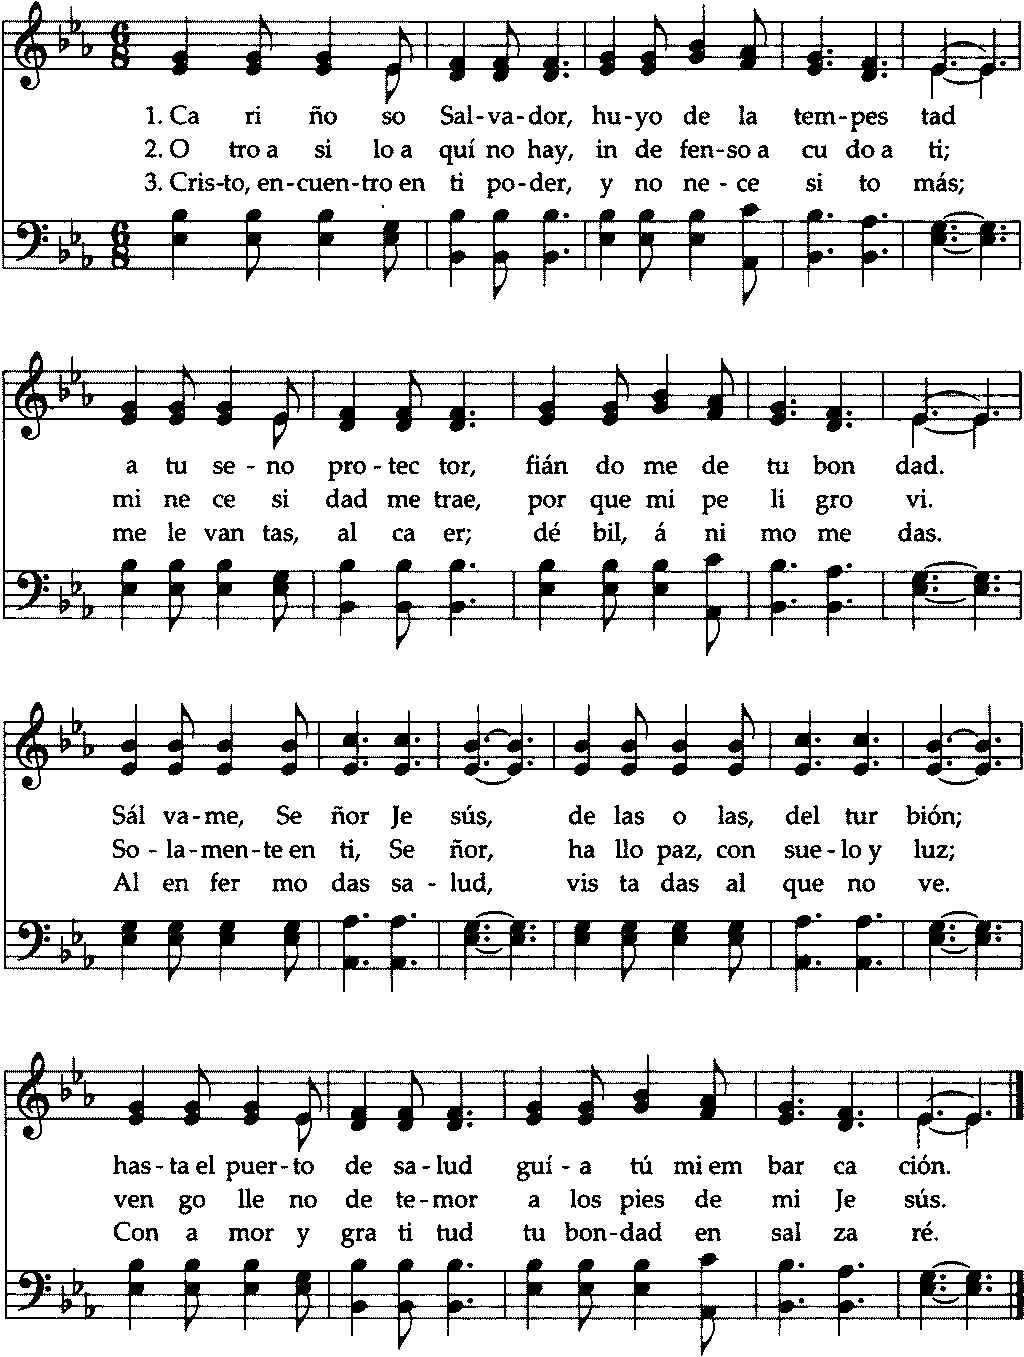 1. Ca ri ño so Sal-va-dor, hu-yo de la tem-pes tad
2. O tro a si lo a quí no hay, in de fen-so a cu do a ti;
3. Cris-to, en-cuen-tro en ti po-der, y no ne-ce si to más;
a tu se-no pro-tec tor, fián do me de tu bon dad.
mi ne ce si dad me trae, por que mi pe li gro vi.
me le van tas, al ca er; dé bil, á ni mo me das.
Sál va-me, Se ñor Je sús, de las o las, del tur bión;
So-la-men-te en ti, Se ñor, ha llo paz, con sue-lo y luz;
Al en fer mo das sa-lud, vis ta das al que no ve.
has-ta el puer-to de sa-lud guí-a tú mi em bar ca ción.
ven go lle no de te-mor a los pies de mi Je sús.
Con a mor y gra ti tud tu bon-dad en sal za ré.